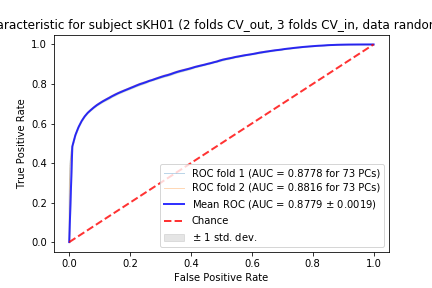 aracteristic for subject sKH01 (2 folds CV_out, 3 folds CV_in, data random
True Positive Rate
1.0
0.8
0.6
0.4
0.2
0.0
ROC fold 1 (AUC = 0.8778 for 73 PCs)
ROC fold 2 (AUC = 0.8816 for 73 PCs)
Mean ROC (AUC = 0.8779 ± 0.0019)
Chance
± 1 std. dev.
0.0 0.2 0.4 0.6 0.8 1.0
False Positive Rate